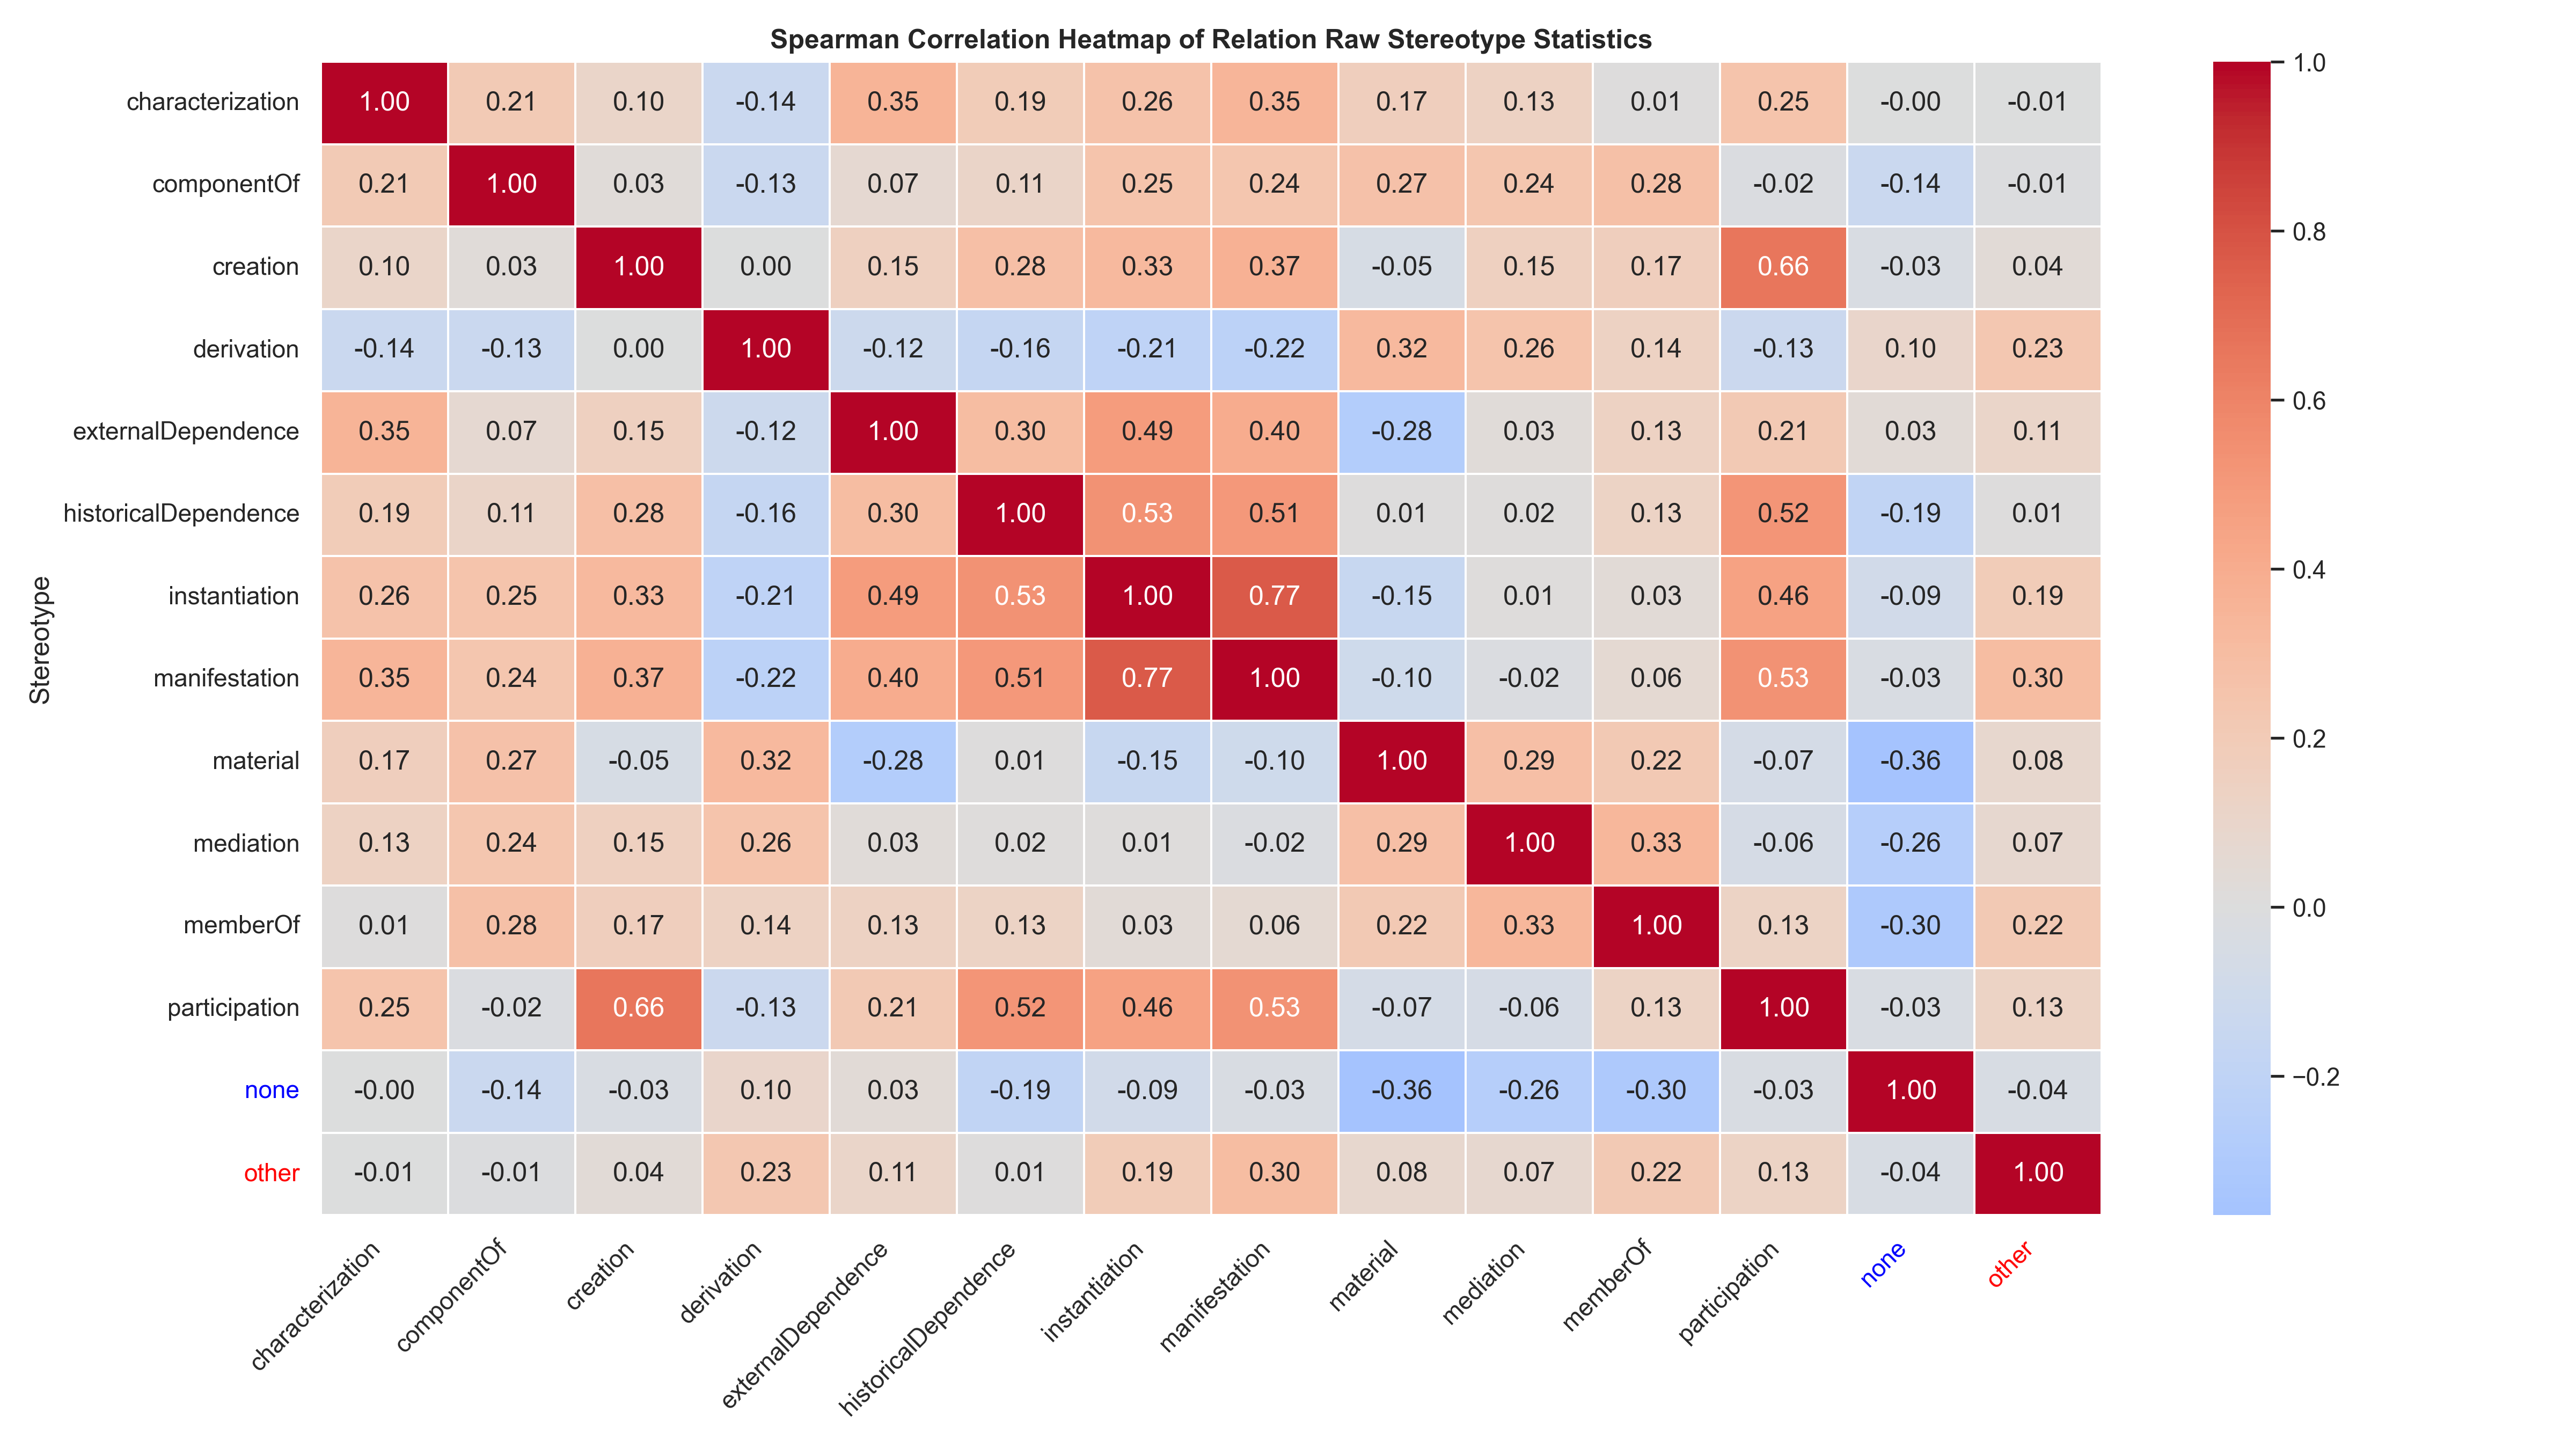 Spearman Correlation Heatmap of Relation Raw Stereotype Statistics
Stereotype
characterization 1.00 0.21 0.10 -0.14 0.35 0.19 0.26 0.35 0.17 0.13 0.01 0.25 -0.00 -0.01
componentOf 0.21 1.00 0.03 -0.13 0.07 0.11 0.25 0.24 0.27 0.24 0.28 -0.02 -0.14 -0.01
creation 0.10 0.03 1.00 0.00 0.15 0.28 0.33 0.37 -0.05 0.15 0.17 0.66 -0.03 0.04
derivation -0.14 -0.13 0.00 1.00 -0.12 -0.16 -0.21 -0.22 0.32 0.26 0.14 -0.13 0.10 0.23
externalDependence 0.35 0.07 0.15 -0.12 1.00 0.30 0.49 0.40 -0.28 0.03 0.13 0.21 0.03 0.11
historicalDependence 0.19 0.11 0.28 -0.16 0.30 1.00 0.53 0.51 0.01 0.02 0.13 0.52 -0.19 0.01
instantiation 0.26 0.25 0.33 -0.21 0.49 0.53 1.00 0.77 -0.15 0.01 0.03 0.46 -0.09 0.19
manifestation 0.35 0.24 0.37 -0.22 0.40 0.51 0.77 1.00 -0.10 -0.02 0.06 0.53 -0.03 0.30
material 0.17 0.27 -0.05 0.32 -0.28 0.01 -0.15 -0.10 1.00 0.29 0.22 -0.07 -0.36 0.08
mediation 0.13 0.24 0.15 0.26 0.03 0.02 0.01 -0.02 0.29 1.00 0.33 -0.06 -0.26 0.07
memberOf 0.01 0.28 0.17 0.14 0.13 0.13 0.03 0.06 0.22 0.33 1.00 0.13 -0.30 0.22
participation 0.25 -0.02 0.66 -0.13 0.21 0.52 0.46 0.53 -0.07 -0.06 0.13 1.00 -0.03 0.13
none -0.00 -0.14 -0.03 0.10 0.03 -0.19 -0.09 -0.03 -0.36 -0.26 -0.30 -0.03 1.00 -0.04
other -0.01 -0.01 0.04 0.23 0.11 0.01 0.19 0.30 0.08 0.07 0.22 0.13 -0.04 1.00
characterization componentOf creation derivation externalDependence historicalDependence instantiation manifestation material mediation memberOf participation none other
1.0
0.8
0.6
0.4
0.2
0.0
−0.2